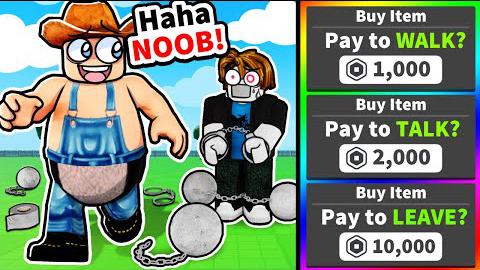 Haha
NOOB!
Buy Item
Pay to WALK?
1,000
Buy Item
Pay to TALK?
2,000
Buy Item
Pay to LEAVE?
10,000